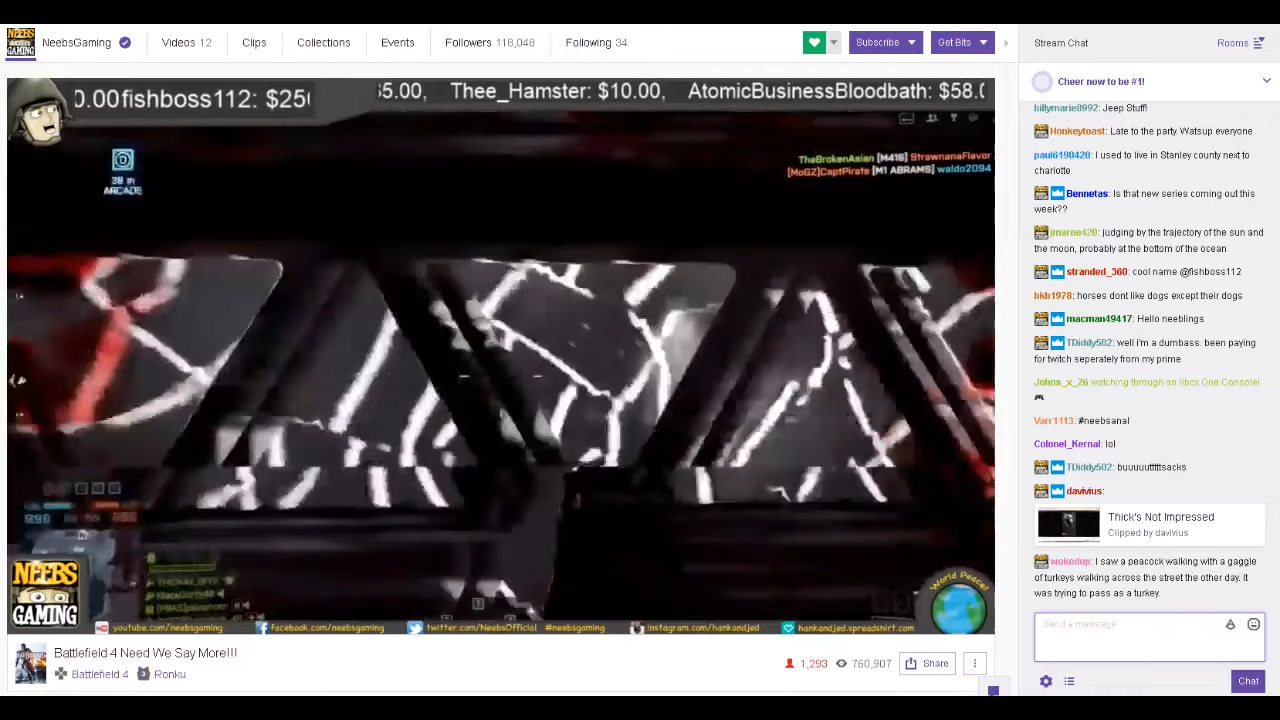 NEEBS GAMING
NeebsGaming
Videos 12
Clips
Collections
Events
Followers 118,048
Following 34
Subscribe
Get Bits
Stream Chat
Rooms
Cheer now to be #1!
0.00fishboss112: $25
5.00, Thee_Hamster: $10.00, AtomicBusinessBloodbath: $58.0
28 m
ARCADE
TheBrokenAsian [M416] StrawnanaFlavor
[MoGZ]CaptPirate [M1 ABRAMS] waldo2094
NEEBS
GAMING
World Peace!
youtube.com/neebsgaming
facebook.com/neebsgaming
twitter.com/NeebsOfficial #neebsgaming
instagram.com/hankandjed
hankandjed.spreadshirt.com
Battlefield 4 Need We Say More!!!
Battlefield 4
Ronku
1,293
760,907
Share
billymarie8992: Jeep Stuff!
Honkeytoast: Late to the party Watsup everyone
paul6190420: I used to live in Stanley county next to
charlotte
Bennetas: Is that new series coming out this
week??
jmaree420: judging by the trajectory of the sun and
the moon, probably at the bottom of the ocean
stranded_360: cool name @fishboss112
bkb1978: horses dont like dogs except their dogs
macman49417: Hello neeblings
TDiddy502: well i'm a dumbass. been paying
for twitch seperately from my prime
Johns_x_26 watching through an Xbox One Console!
Varr1113: #neebsanal
Colonel_Kernal: lol
TDiddy502: buuuuutttttsacks
davivius:
Thick's Not Impressed
Clipped by davivius
wokedup: I saw a peacock walking with a gaggle
of turkeys walking across the street the other day. It
was trying to pass as a turkey.
Send a message
Chat